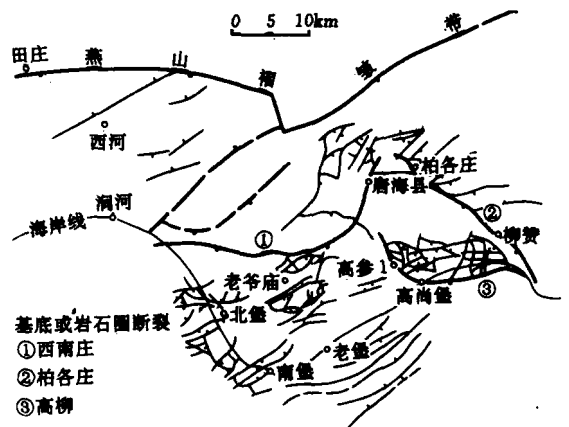 0 5 10km
田庄
燕山褶皱带
西河
柏各庄
唐海县
涧河
海岸线
①
②
柳赞
高参1
老爷庙
高尚堡
③
北堡
基底或岩石圈断裂
①西南庄
老堡
②柏各庄
南堡
③高柳